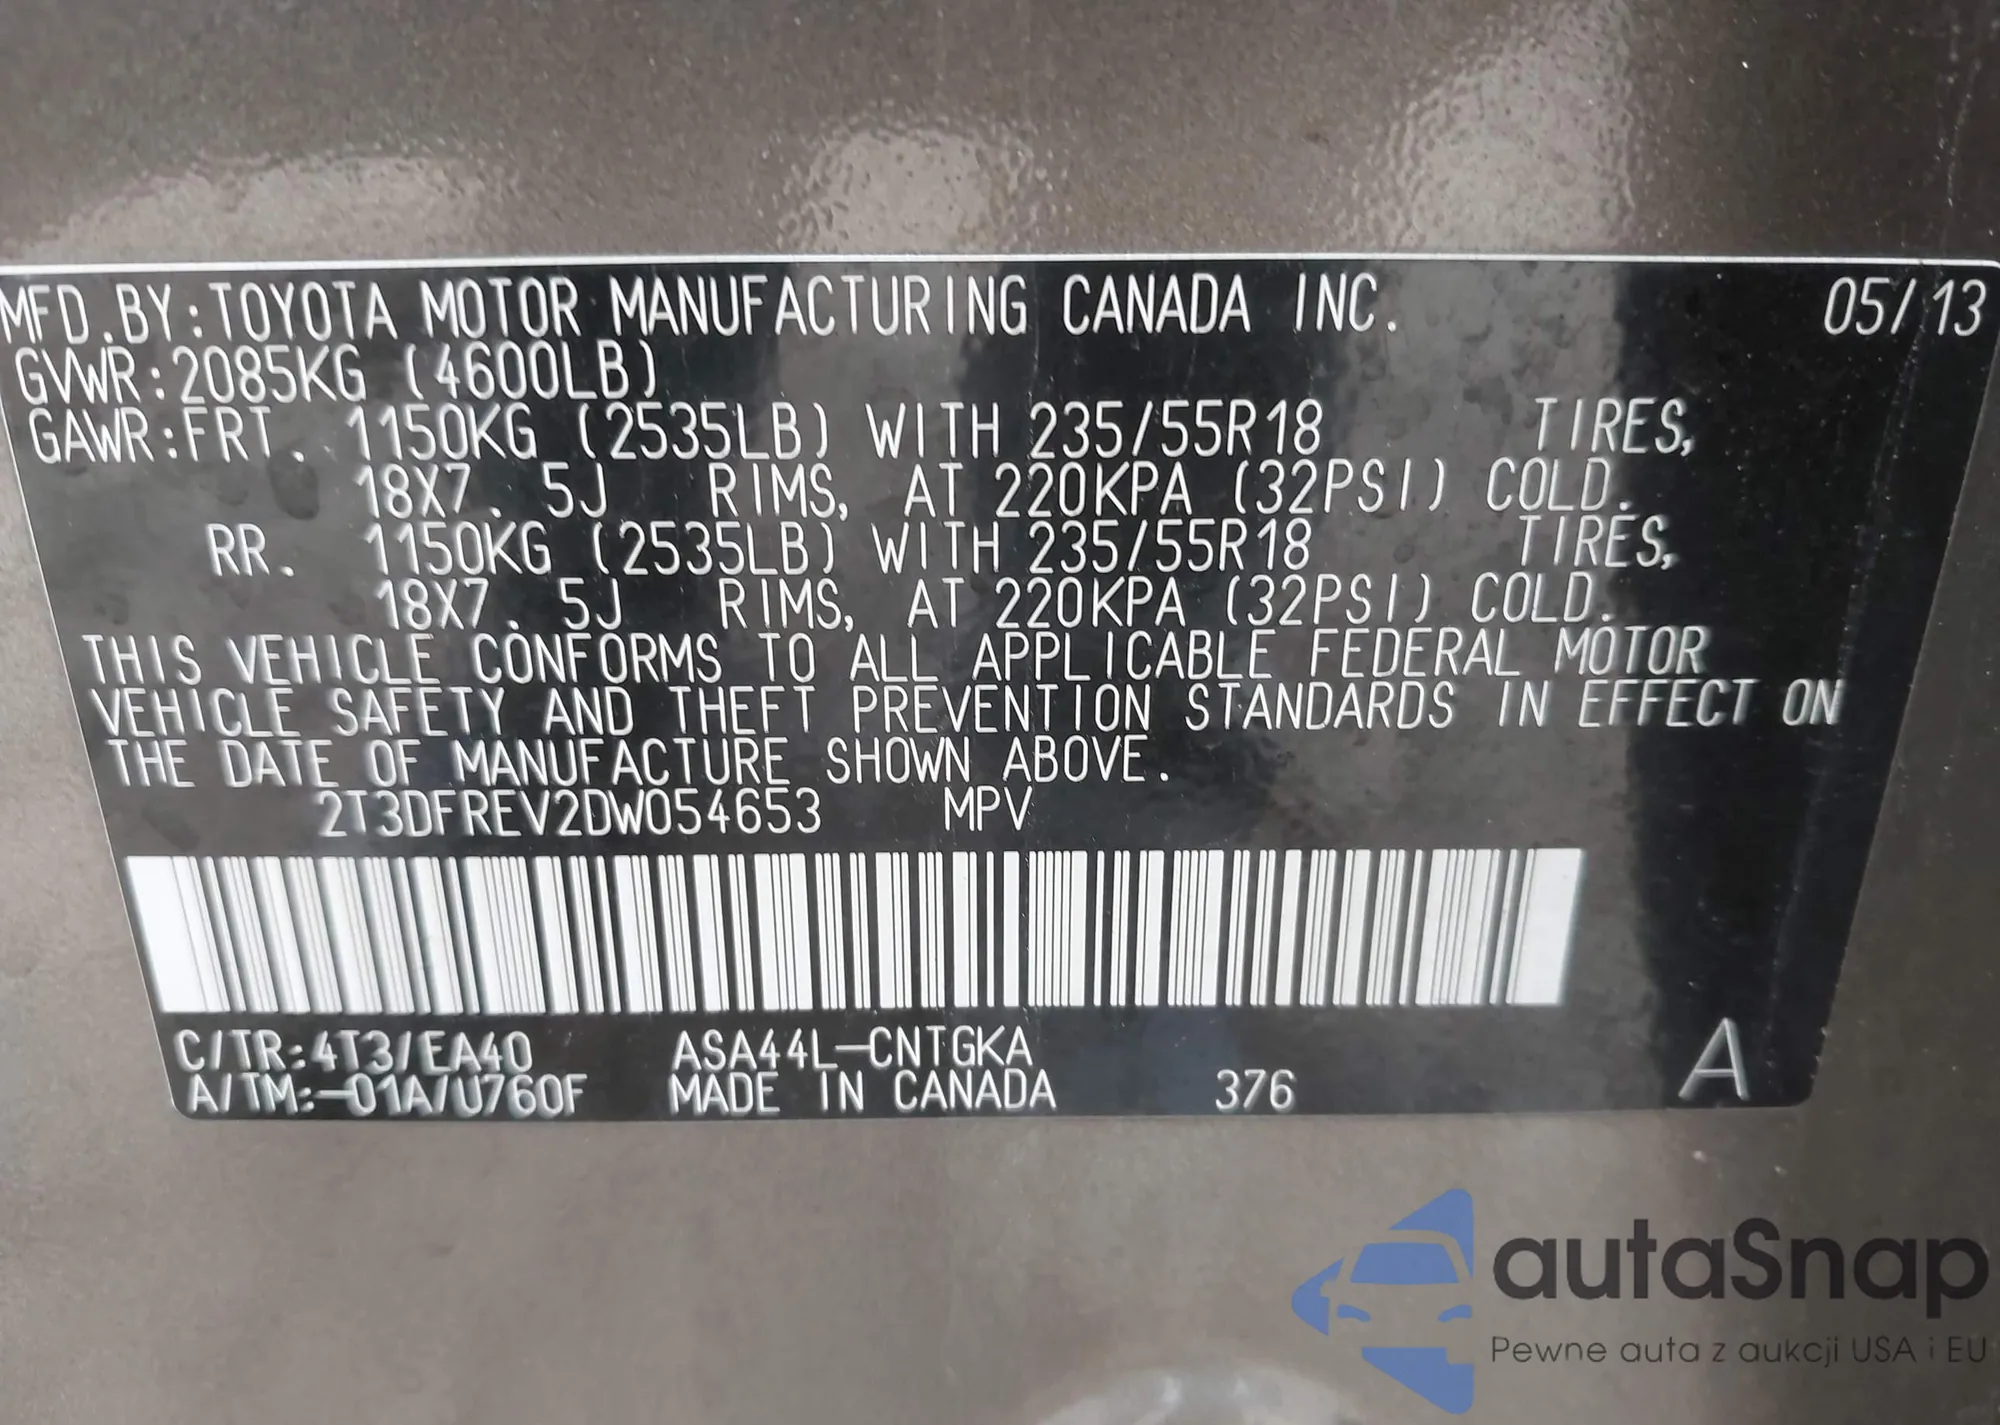 MFD.BY:TOYOTA MOTOR MANUFACTURING CANADA INC. 05/13
GVWR:2085KG (4600LB)
GAWR:FRT. 1150KG (2535LB) WITH 235/55R18 TIRES,
18X7.5J RIMS, AT 220KPA (32PSI) COLD.
RR. 1150KG (2535LB) WITH 235/55R18 TIRES,
18X7.5J RIMS, AT 220KPA (32PSI) COLD.
THIS VEHICLE CONFORMS TO ALL APPLICABLE FEDERAL MOTOR
VEHICLE SAFETY AND THEFT PREVENTION STANDARDS IN EFFECT ON
THE DATE OF MANUFACTURE SHOWN ABOVE.
2T3DFREV2DW054653 MPV
C/TR:4T3/EA40 ASA44L-CNTGKA
A/TM:-01A/U760F MADE IN CANADA 376 A
autaSnap
Pewne auta z aukcji USA i EU